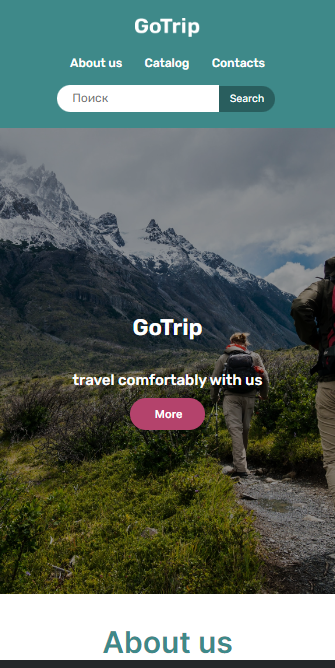 GoTrip
About us Catalog Contacts
Поиск Search
GoTrip
travel comfortably with us
More
About us